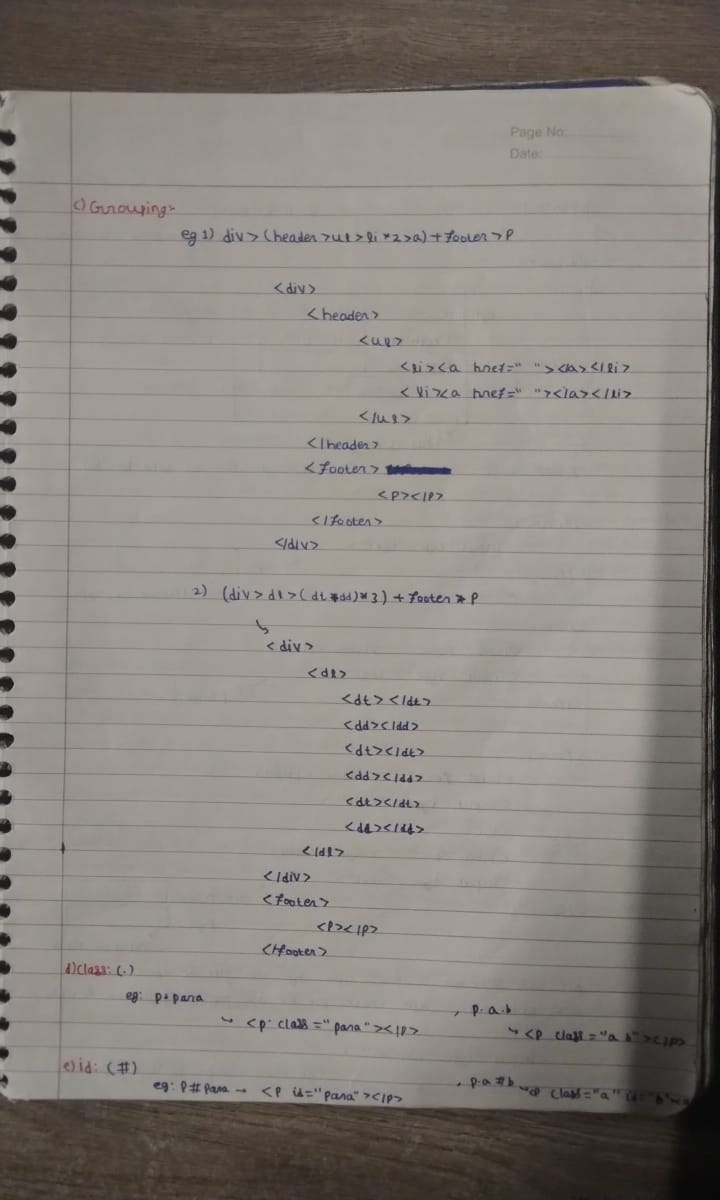 Page No:
Date:
c) Grouping:-
eg 1) div > (header > ul > li *2 > a) + footer > P
<div>
<header>
<ul>
<li><a href=" "></a></li>
<li><a href=" "></a></li>
</ul>
</header>
<footer>
<P></P>
</footer>
</div>
2) (div > dl > (dt + dd) * 3) + footer > P
↳
<div>
<dl>
<dt> </dt>
<dd></dd>
<dt></dt>
<dd></dd>
<dt></dt>
<dd></dd>
</dl>
</div>
<footer>
<P></P>
</footer>
d) Class: (.)
eg: p.para , p.a.b
↳ <p class="para"></p> ↳ <p class="a b"></p>
e) id: (#)
eg: P#para → <p id="para"></p> , p.a#b → <p class="a" id="b">